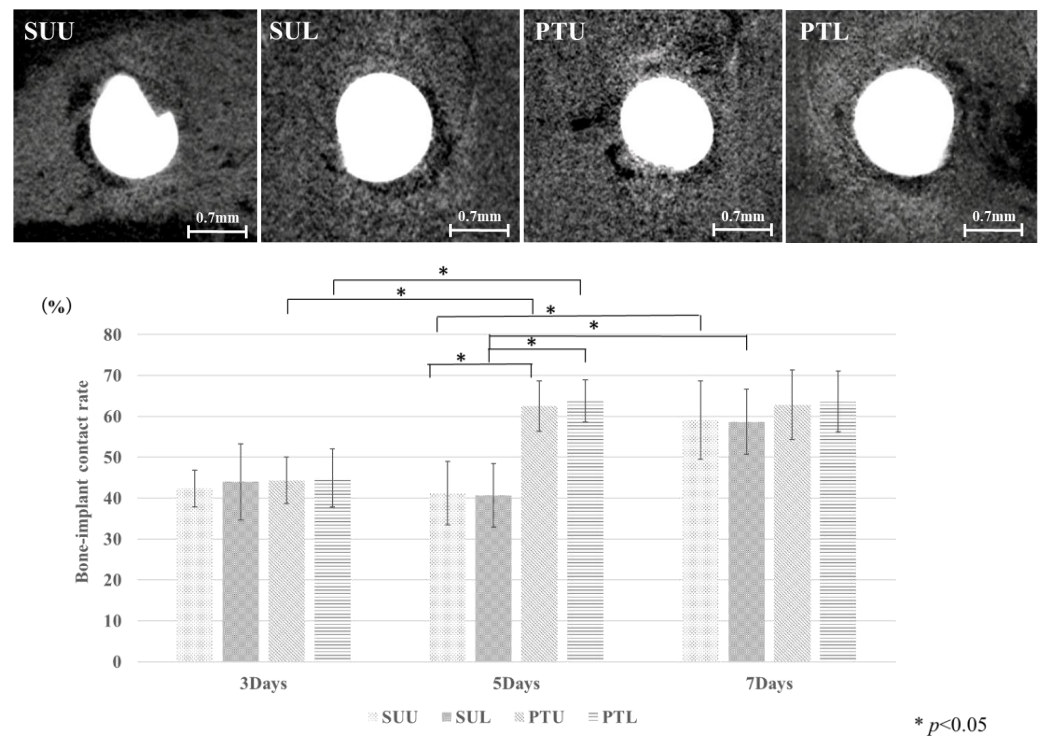 SUU SUL PTU PTL
0.7mm 0.7mm 0.7mm 0.7mm
*
(%) * *
*
80 *
*
70
60
50
40
30
20
10
0
Bone-implant contact rate
3Days 5Days 7Days
SUU SUL PTU PTL
* p<0.05